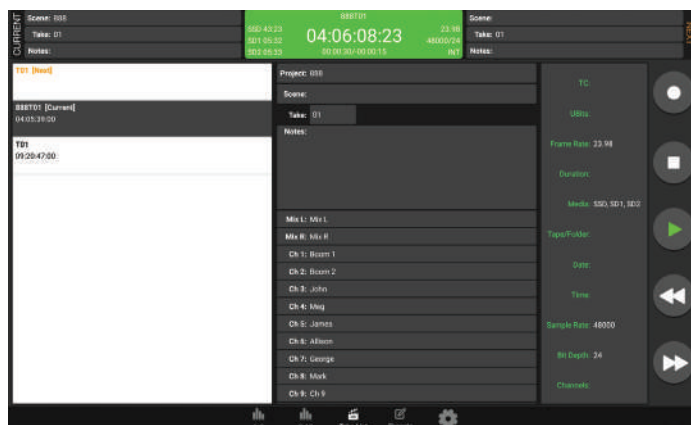 CURRENT
Scene: 888
Take: 01
Notes:
888T01
SSD 43:23
SD1 05:32
SD2 05:33
04:06:08:23
00:00:30/-00:00:15
23.98
48000/24
INT
Scene:
Take: 01
Notes:
T01 [Next]
888T01 [Current]
04:05:39:00
T01
09:20:47:00
Project: 888
Scene:
Take: 01
Notes:
Mix L: Mix L
Mix R: Mix R
Ch 1: Boom 1
Ch 2: Boom 2
Ch 3: John
Ch 4: Meg
Ch 5: James
Ch 6: Allison
Ch 7: George
Ch 8: Mark
Ch 9: Ch 9
TC:
UBits:
Frame Rate: 23.98
Duration:
Media: SSD, SD1, SD2
Tape/Folder:
Date:
Time:
Sample Rate: 48000
Bit Depth: 24
Channels: